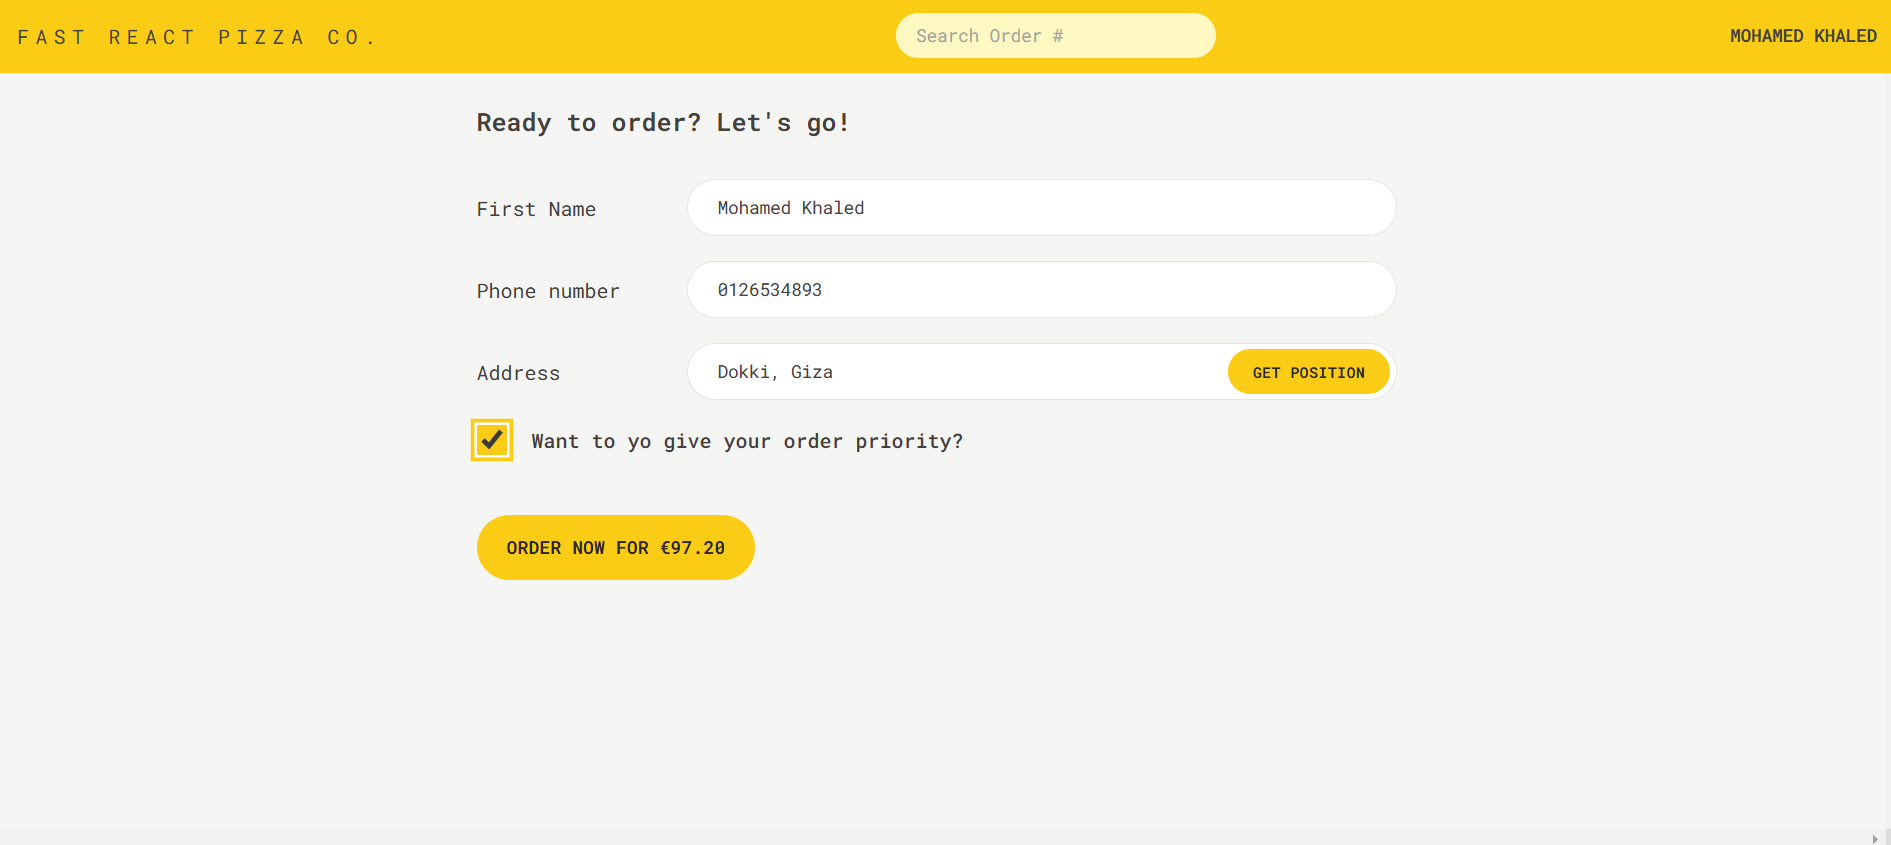 FAST REACT PIZZA CO.
Search Order #
MOHAMED KHALED
Ready to order? Let's go!
First Name
Mohamed Khaled
Phone number
0126534893
Address
Dokki, Giza
GET POSITION
Want to yo give your order priority?
ORDER NOW FOR €97.20